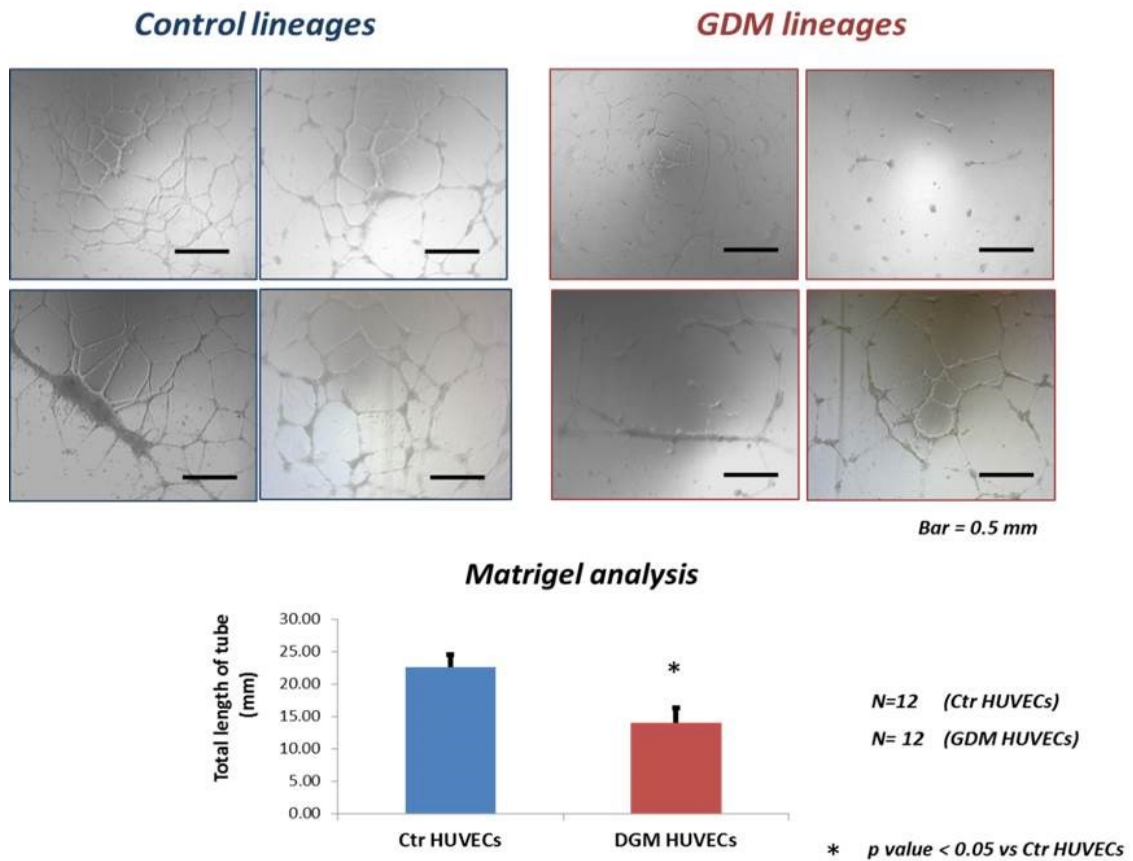 Control lineages
GDM lineages
Bar = 0.5 mm
Matrigel analysis
Total length of tube
(mm)
30.00
25.00
20.00
15.00
10.00
5.00
0.00
*
Ctr HUVECs
DGM HUVECs
N=12 (Ctr HUVECs)
N= 12 (GDM HUVECs)
* p value < 0.05 vs Ctr HUVECs